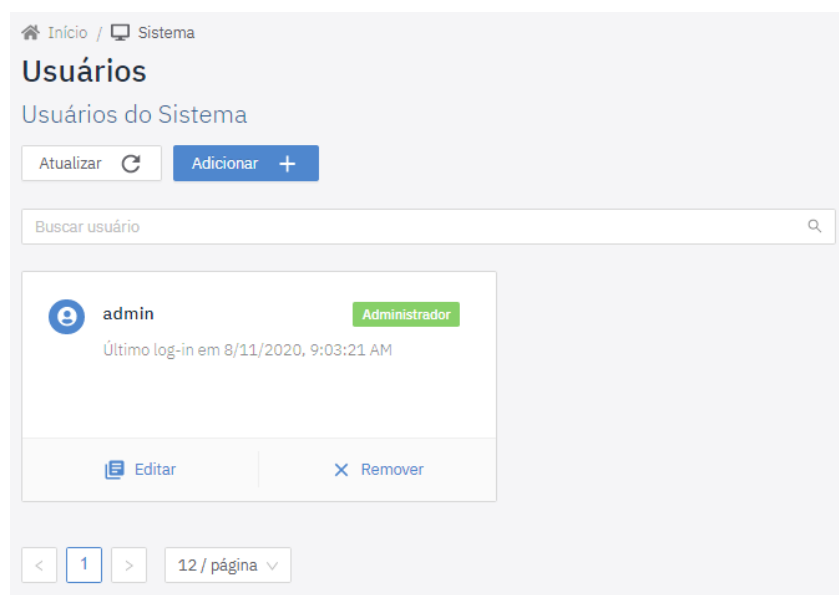 Início / Sistema
Usuários
Usuários do Sistema
Atualizar Adicionar
Buscar usuário
admin Administrador
Último log-in em 8/11/2020, 9:03:21 AM
Editar Remover
< 1 > 12 / página